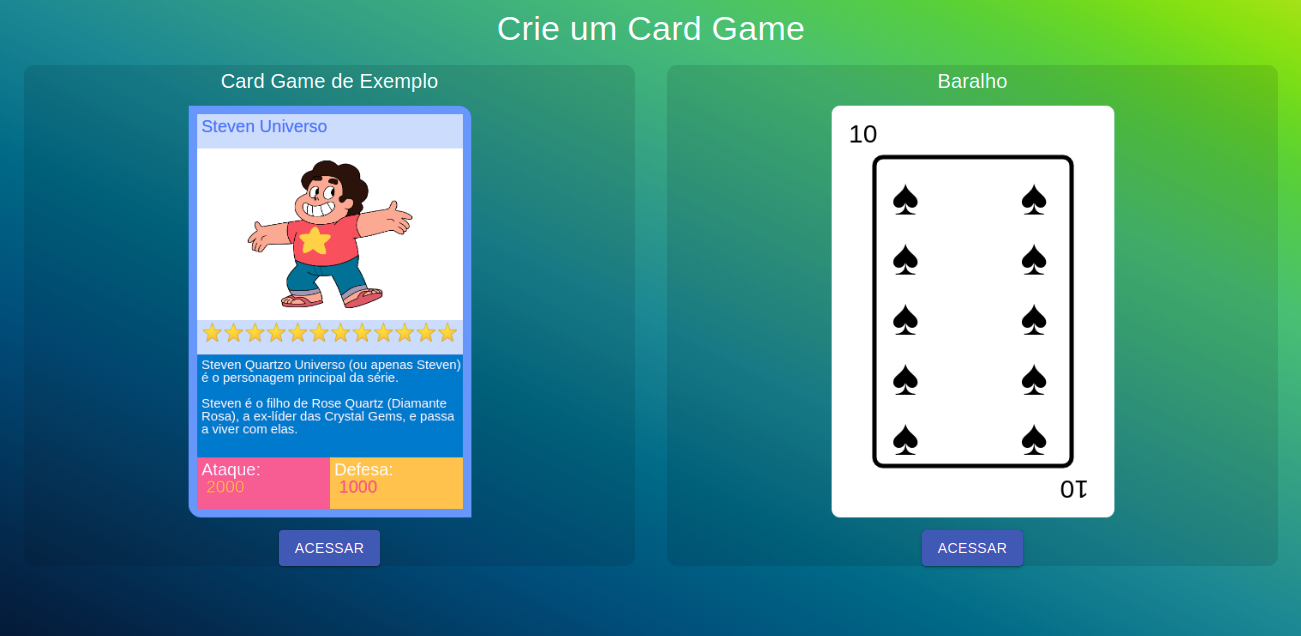 Crie um Card Game
Card Game de Exemplo
Steven Universo
Steven Quartzo Universo (ou apenas Steven)
é o personagem principal da série.
Steven é o filho de Rose Quartz (Diamante
Rosa), a ex-líder das Crystal Gems, e passa
a viver com elas.
Ataque:
2000
Defesa:
1000
ACESSAR
Baralho
10
10
ACESSAR